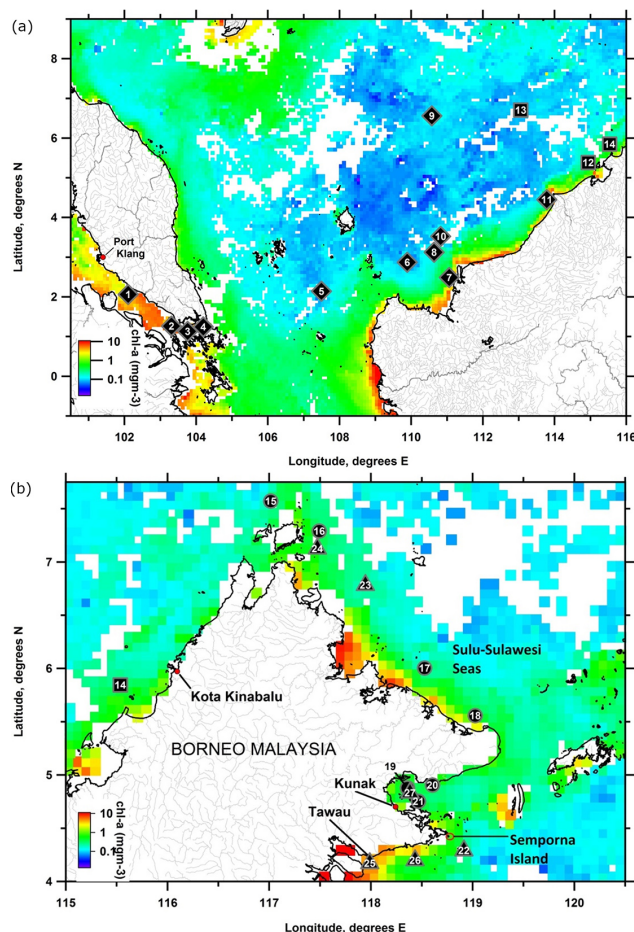 (a)
8
6
4
2
0
Latitude, degrees N
9
13
14
12
11
10
8
6
7
5
Port
Klang
1
2
3
4
10
1
0.1
chl-a (mgm-3)
102 104 106 108 110 112 114 116
Longitude, degrees E
(b)
7
6
5
4
Latitude, degrees N
15
16
24
23
Sulu-Sulawesi
Seas
17
14
Kota Kinabalu
18
BORNEO MALAYSIA
19
20
27
21
Kunak
Tawau
Semporna
Island
22
25
26
10
1
0.1
chl-a (mgm-3)
115 116 117 118 119 120
Longitude, degrees E